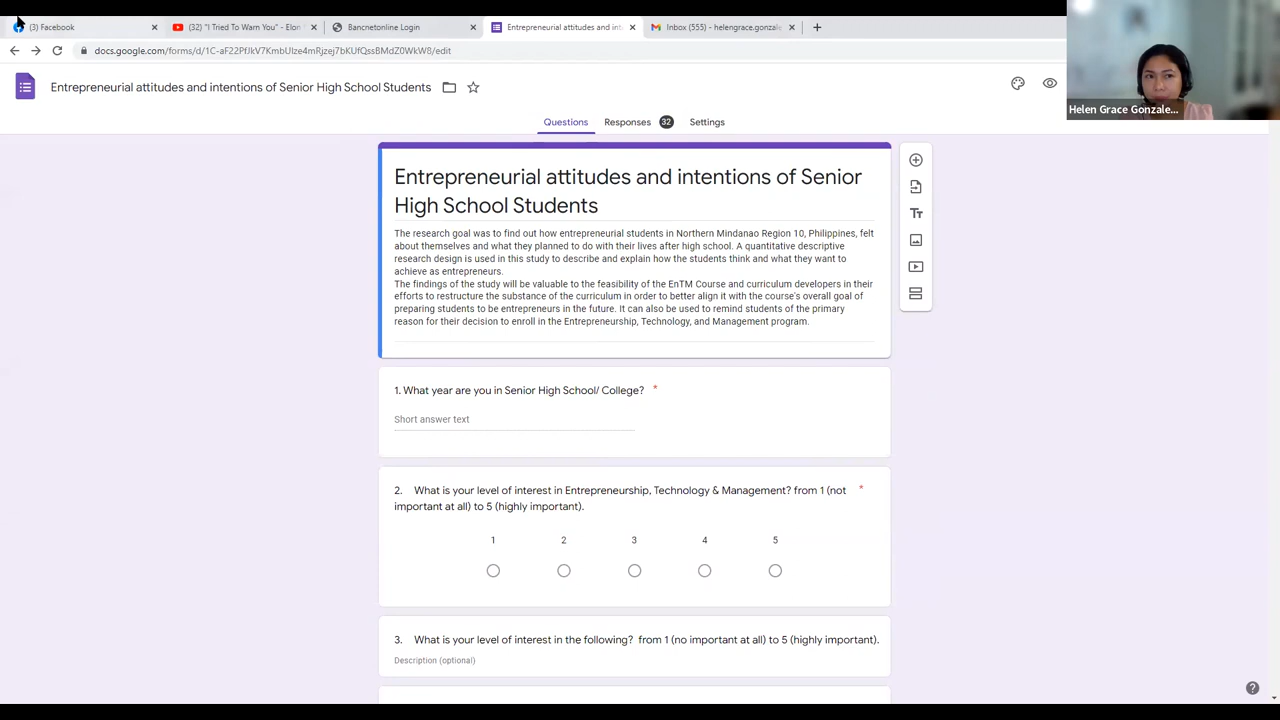 (3) Facebook
(32) "I Tried To Warn You" - Elon
Bancnetonline Login
Entrepreneurial attitudes and int
Inbox (555) - helengrace.gonzale
docs.google.com/forms/d/1C-aF22PfJkV7KmbUIze4mRjzej7bKUfQssBMdZ0WkW8/edit
Entrepreneurial attitudes and intentions of Senior High School Students
Helen Grace Gonzale...
Questions
Responses 32
Settings
Entrepreneurial attitudes and intentions of Senior
High School Students
The research goal was to find out how entrepreneurial students in Northern Mindanao Region 10, Philippines, felt
about themselves and what they planned to do with their lives after high school. A quantitative descriptive
research design is used in this study to describe and explain how the students think and what they want to
achieve as entrepreneurs.
The findings of the study will be valuable to the feasibility of the EnTM Course and curriculum developers in their
efforts to restructure the substance of the curriculum in order to better align it with the course's overall goal of
preparing students to be entrepreneurs in the future. It can also be used to remind students of the primary
reason for their decision to enroll in the Entrepreneurship, Technology, and Management program.
1. What year are you in Senior High School/ College? *
Short answer text
2. What is your level of interest in Entrepreneurship, Technology & Management? from 1 (not *
important at all) to 5 (highly important).
1 2 3 4 5
3. What is your level of interest in the following? from 1 (no important at all) to 5 (highly important).
Description (optional)